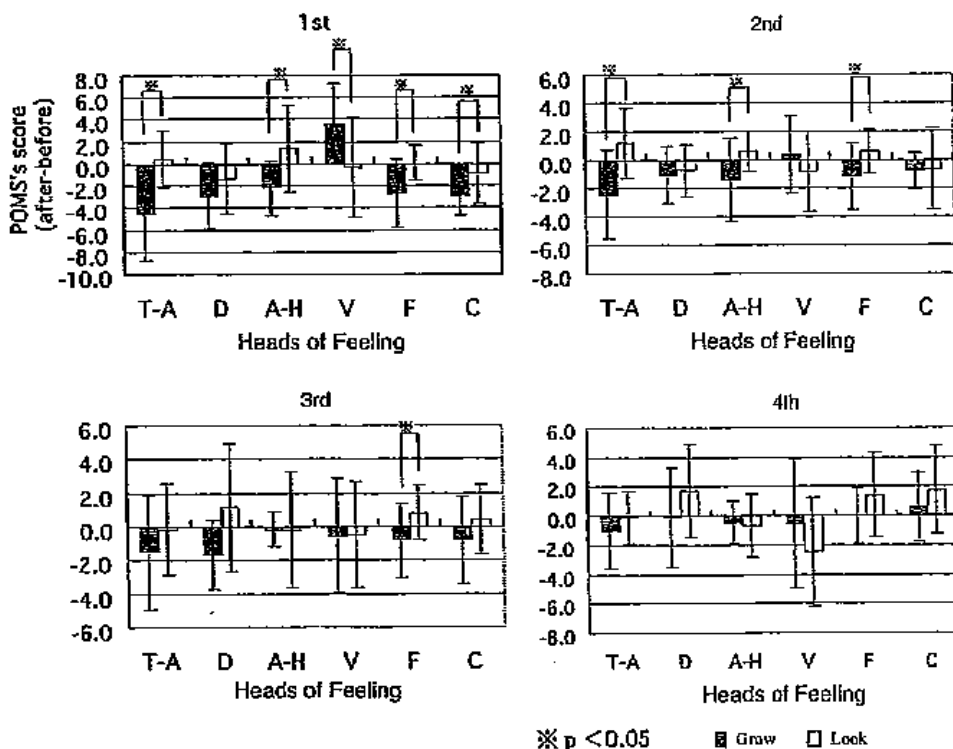 1st
POMS's score
(after-before)
8.0
6.0
4.0
2.0
0.0
-2.0
-4.0
-6.0
-8.0
-10.0
※ ※ ※ ※ ※
T-A D A-H V F C
Heads of Feeling
2nd
6.0
4.0
2.0
0.0
-2.0
-4.0
-6.0
-8.0
※ ※ ※
T-A D A-H V F C
Heads of Feeling
3rd
6.0
4.0
2.0
0.0
-2.0
-4.0
-6.0
※
T-A D A-H V F C
Heads of Feeling
4th
6.0
4.0
2.0
0.0
-2.0
-4.0
-6.0
-8.0
T-A D A-H V F C
Heads of Feeling
※ p <0.05 Graw Look